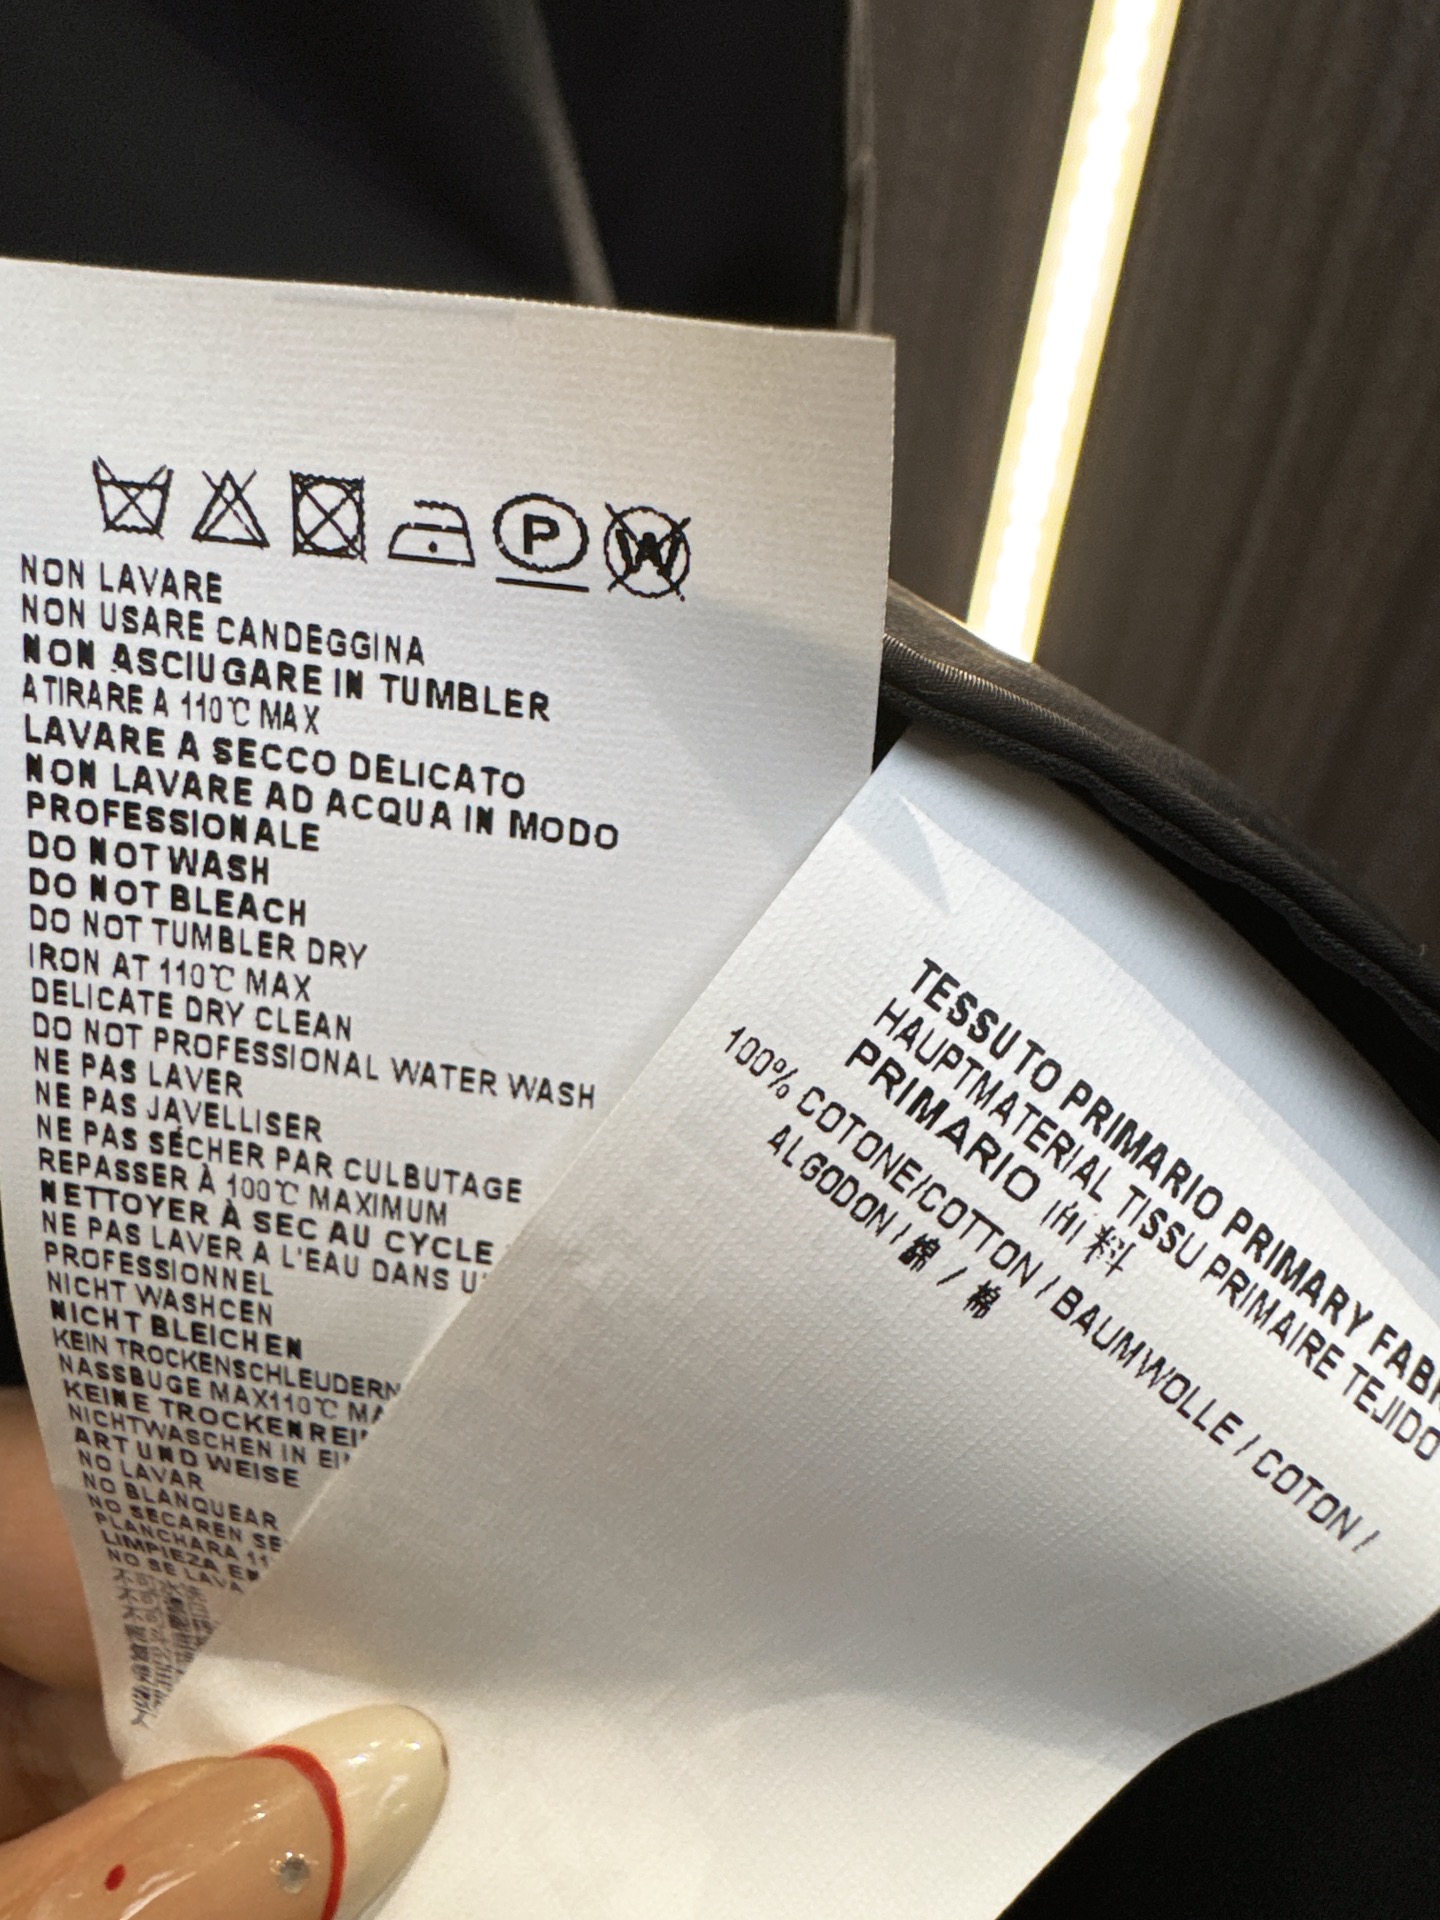 P
W
NON LAVARE
NON USARE CANDEGGINA
NON ASCIUGARE IN TUMBLER
ATIRARE A 110℃ MAX
LAVARE A SECCO DELICATO
NON LAVARE AD ACQUA IN MODO
PROFESSIONALE
DO NOT WASH
DO NOT BLEACH
DO NOT TUMBLER DRY
IRON AT 110℃ MAX
DELICATE DRY CLEAN
DO NOT PROFESSIONAL WATER WASH
NE PAS LAVER
NE PAS JAVELLISER
NE PAS SÉCHER PAR CULBUTAGE
REPASSER À 100℃ MAXIMUM
NETTOYER À SEC AU CYCLE
NE PAS LAVER A L'EAU DANS
PROFESSIONNEL
NICHT WASHCEN
NICHT BLEICHEN
KEIN TROCKENSCHLEUDERN
NASSBUGE MAX110℃
KEINE TROCKENREI
NICHTWASCHEN IN
ART UND WEISE
NO LAVAR
NO BLANQUEAR
NO SECAREN SE
PLANCHARA 11
LIMPIEZA EN
NO SE LAVA
TESSUTO PRIMARIO PRIMARY FABR
HAUPTMATERIAL TISSU PRIMAIRE TEJIDO
PRIMARIO 料
100% COTONE/COTTON / BAUMWOLLE / COTON /
ALGODON / 綿 / 棉